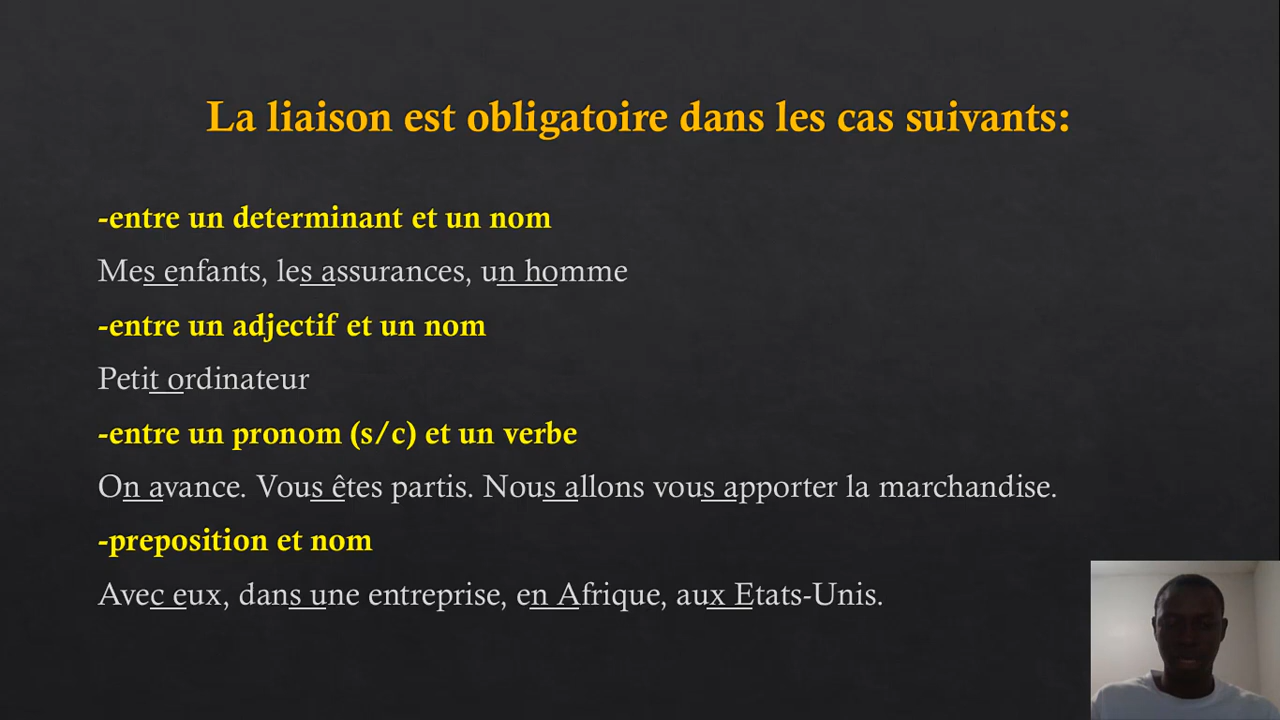 La liaison est obligatoire dans les cas suivants:
-entre un determinant et un nom
Mes enfants, les assurances, un homme
-entre un adjectif et un nom
Petit ordinateur
-entre un pronom (s/c) et un verbe
On avance. Vous êtes partis. Nous allons vous apporter la marchandise.
-preposition et nom
Avec eux, dans une entreprise, en Afrique, aux Etats-Unis.